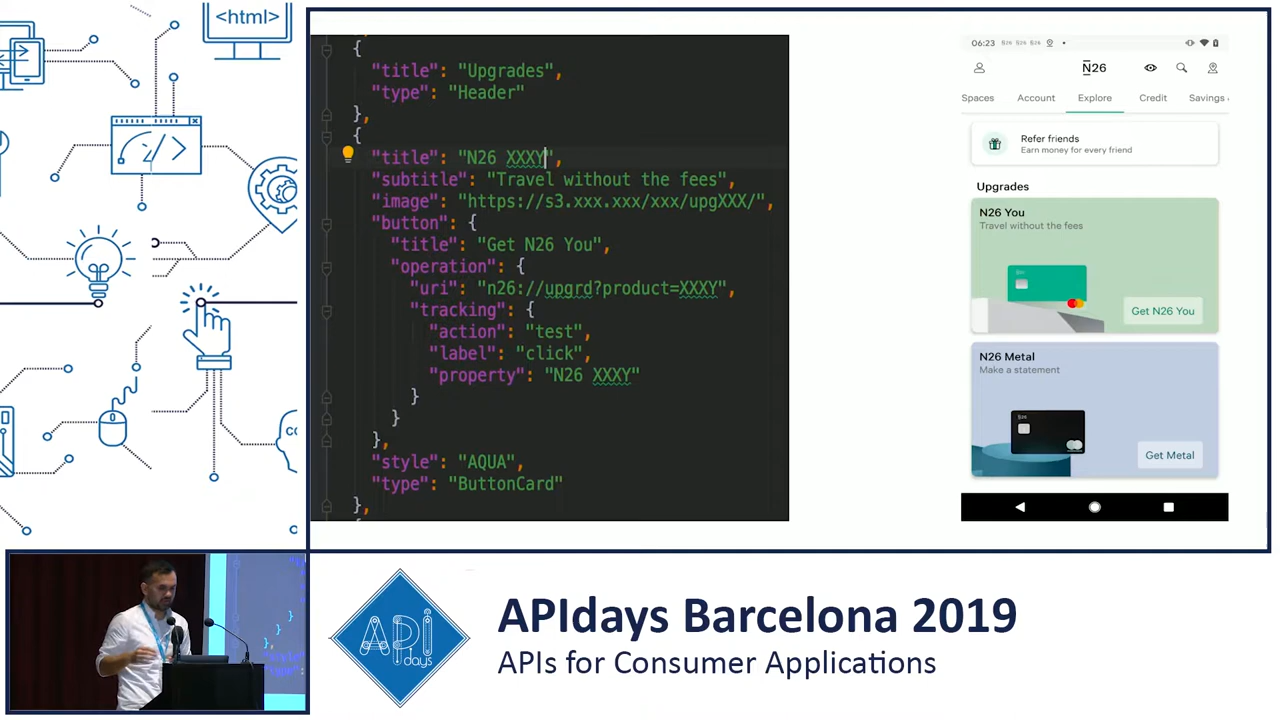 <html>
</>
{
"title": "Upgrades",
"type": "Header"
},
{
"title": "N26 XXXY",
"subtitle": "Travel without the fees",
"image": "https://s3.xxx.xxx/xxx/upgXXX/",
"button": {
"title": "Get N26 You",
"operation": {
"uri": "n26://upgrd?product=XXXY",
"tracking": {
"action": "test",
"label": "click",
"property": "N26 XXXY"
}
}
},
"style": "AQUA",
"type": "ButtonCard"
},
06:23
N26
Spaces Account Explore Credit Savings
Refer friends
Earn money for every friend
Upgrades
N26 You
Travel without the fees
Get N26 You
N26 Metal
Make a statement
Get Metal
API
days
APIdays Barcelona 2019
APIs for Consumer Applications